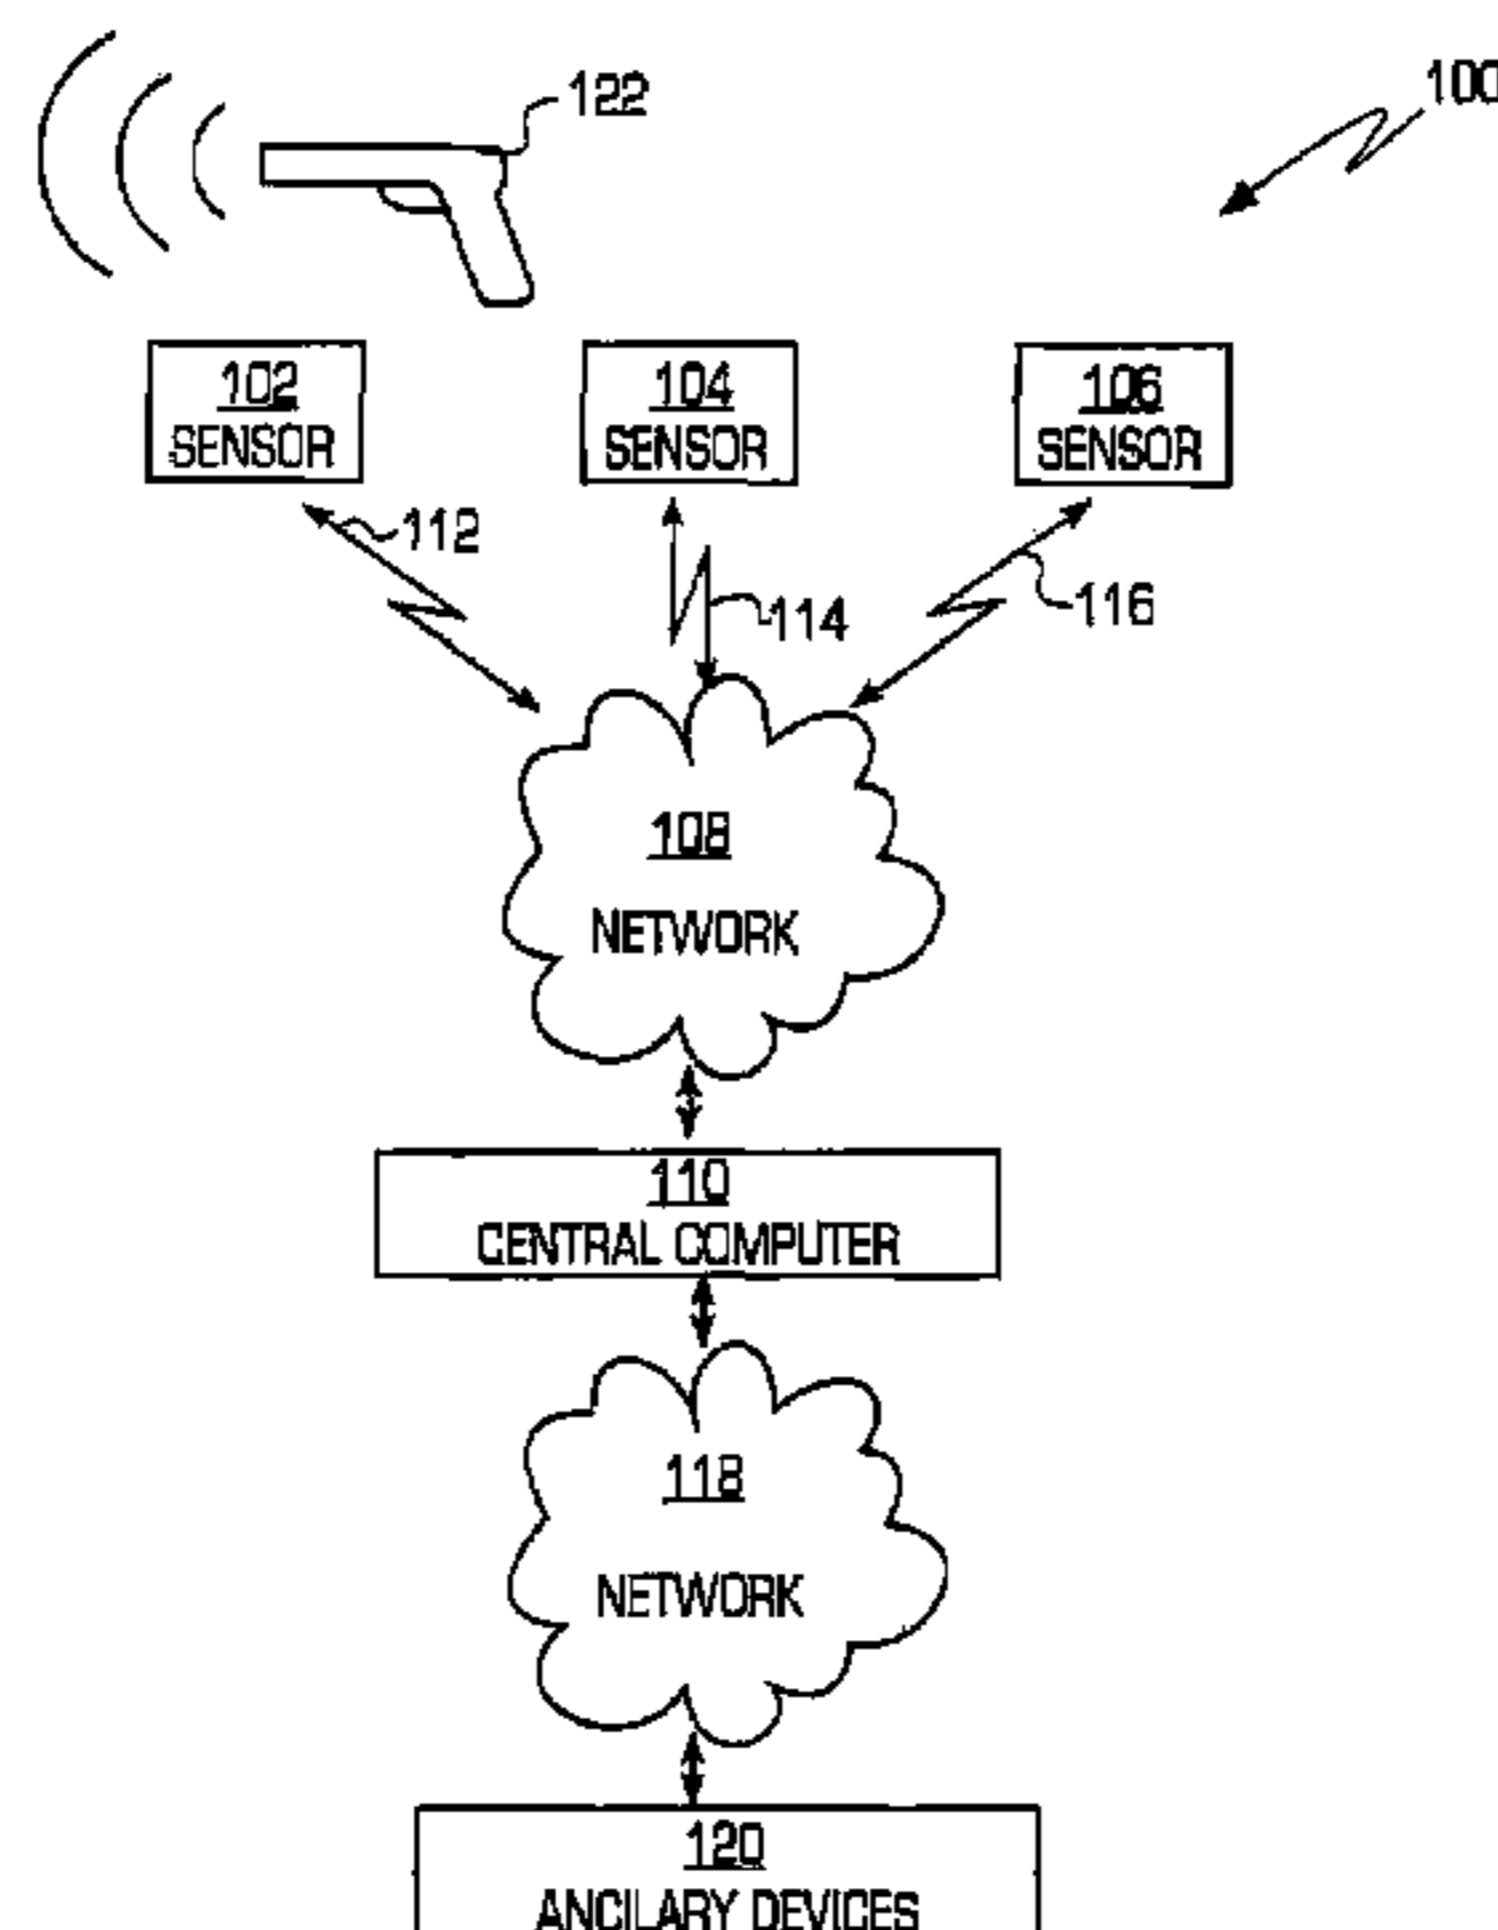 122
100
102
SENSOR
104
SENSOR
106
SENSOR
112
114
116
108
NETWORK
110
CENTRAL COMPUTER
118
NETWORK
120
ANCILARY DEVICES